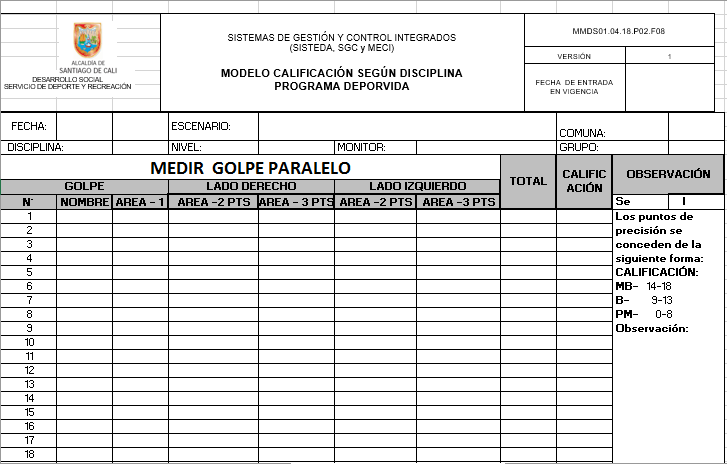 ALCALDÍA DE
SANTIAGO DE CALI
DESARROLLO SOCIAL
SERVICIO DE DEPORTE Y RECREACIÓN
SISTEMAS DE GESTIÓN Y CONTROL INTEGRADOS
(SISTEDA, SGC y MECI)
MODELO CALIFICACIÓN SEGÚN DISCIPLINA
PROGRAMA DEPORVIDA
MMDS01.04.18.P02.F08
VERSIÓN 1
FECHA DE ENTRADA
EN VIGENCIA
FECHA: ESCENARIO: COMUNA:
DISCIPLINA: NIVEL: MONITOR: GRUPO:
MEDIR GOLPE PARALELO
TOTAL
CALIFIC
ACIÓN
OBSERVACIÓN
GOLPE LADO DERECHO LADO IZQUIERDO
N° NOMBRE AREA - 1 AREA -2 PTS AREA - 3 PTS AREA -2 PTS AREA -3 PTS Se I
1 Los puntos de
2 precisión se
3 conceden de la
4 siguiente forma:
5 CALIFICACIÓN:
6 MB- 14-18
7 B- 9-13
8 PM- 0-8
9 Observación:
10
11
12
13
14
15
16
17
18